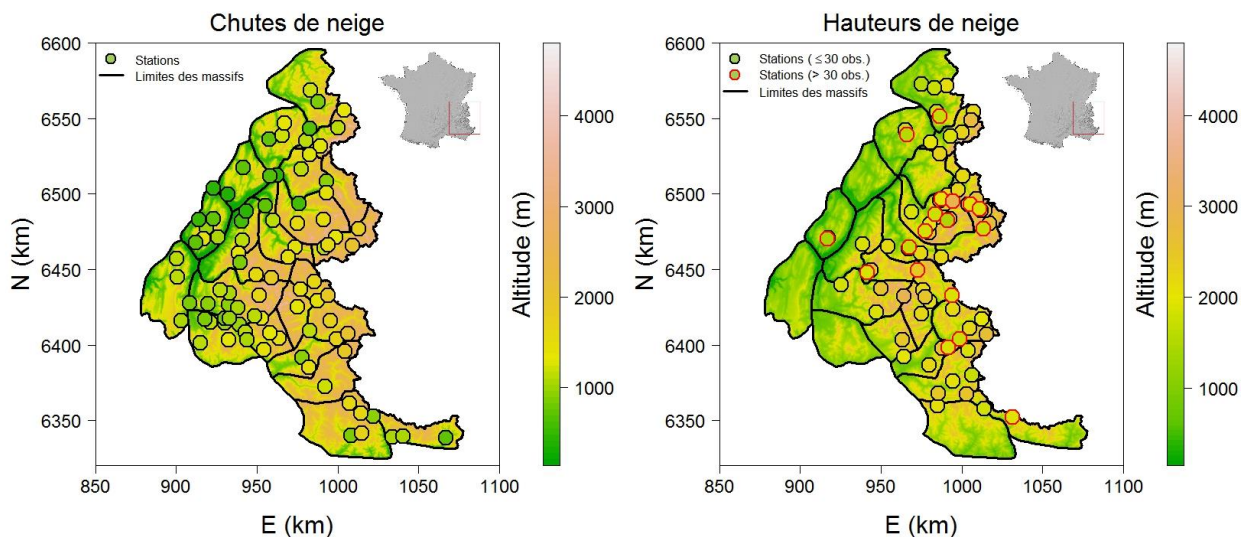 Chutes de neige
Stations
Limites des massifs
6600
6550
6500
6450
6400
6350
N (km)
850 900 950 1000 1050 1100
E (km)
4000
3000
2000
1000
Altitude (m)
Hauteurs de neige
Stations ( ≤ 30 obs.)
Stations (> 30 obs.)
Limites des massifs
6600
6550
6500
6450
6400
6350
N (km)
850 900 950 1000 1050 1100
E (km)
4000
3000
2000
1000
Altitude (m)